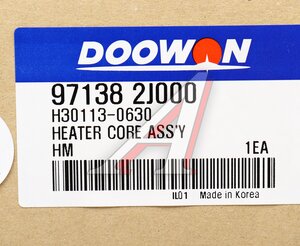 DOOWON
97138 2J000
H30113-0630
HEATER CORE ASS'Y
HM 1EA
IL01 Made in Korea